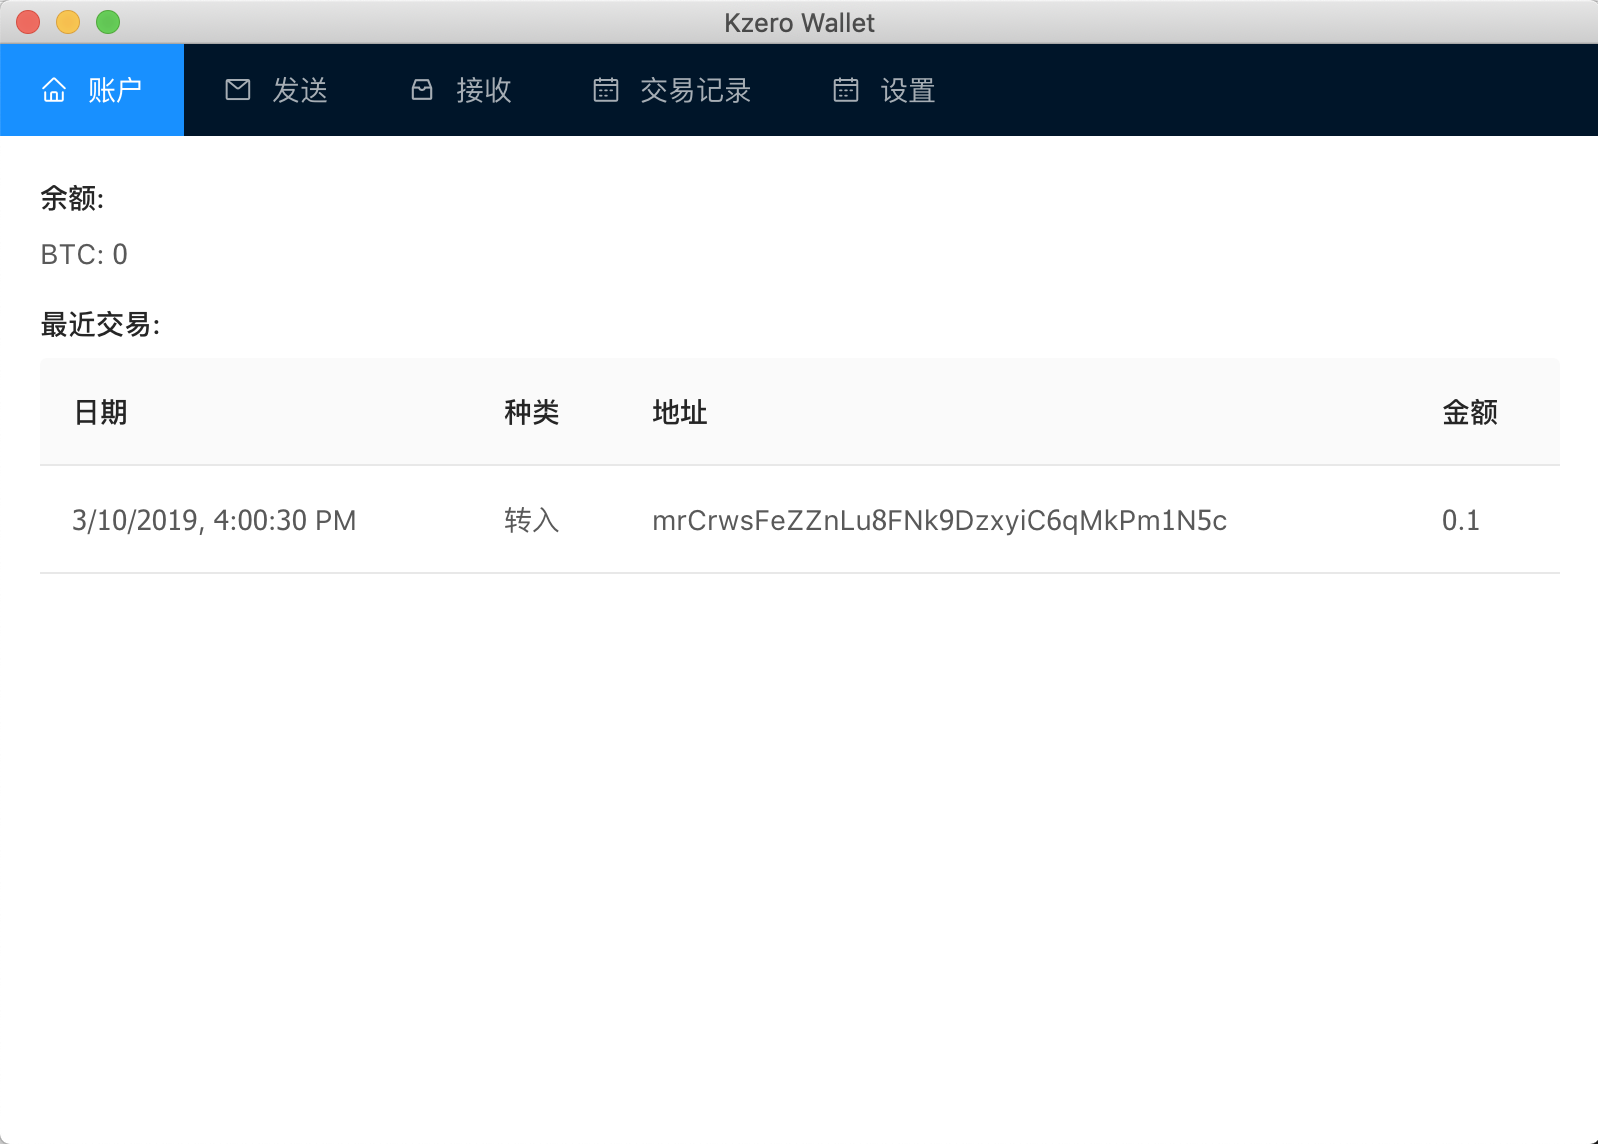 Kzero Wallet
账户 发送 接收 交易记录 设置
余额:
BTC: 0
最近交易:
日期 种类 地址 金额
3/10/2019, 4:00:30 PM 转入 mrCrwsFeZZnLu8FNk9DzxyiC6qMkPm1N5c 0.1